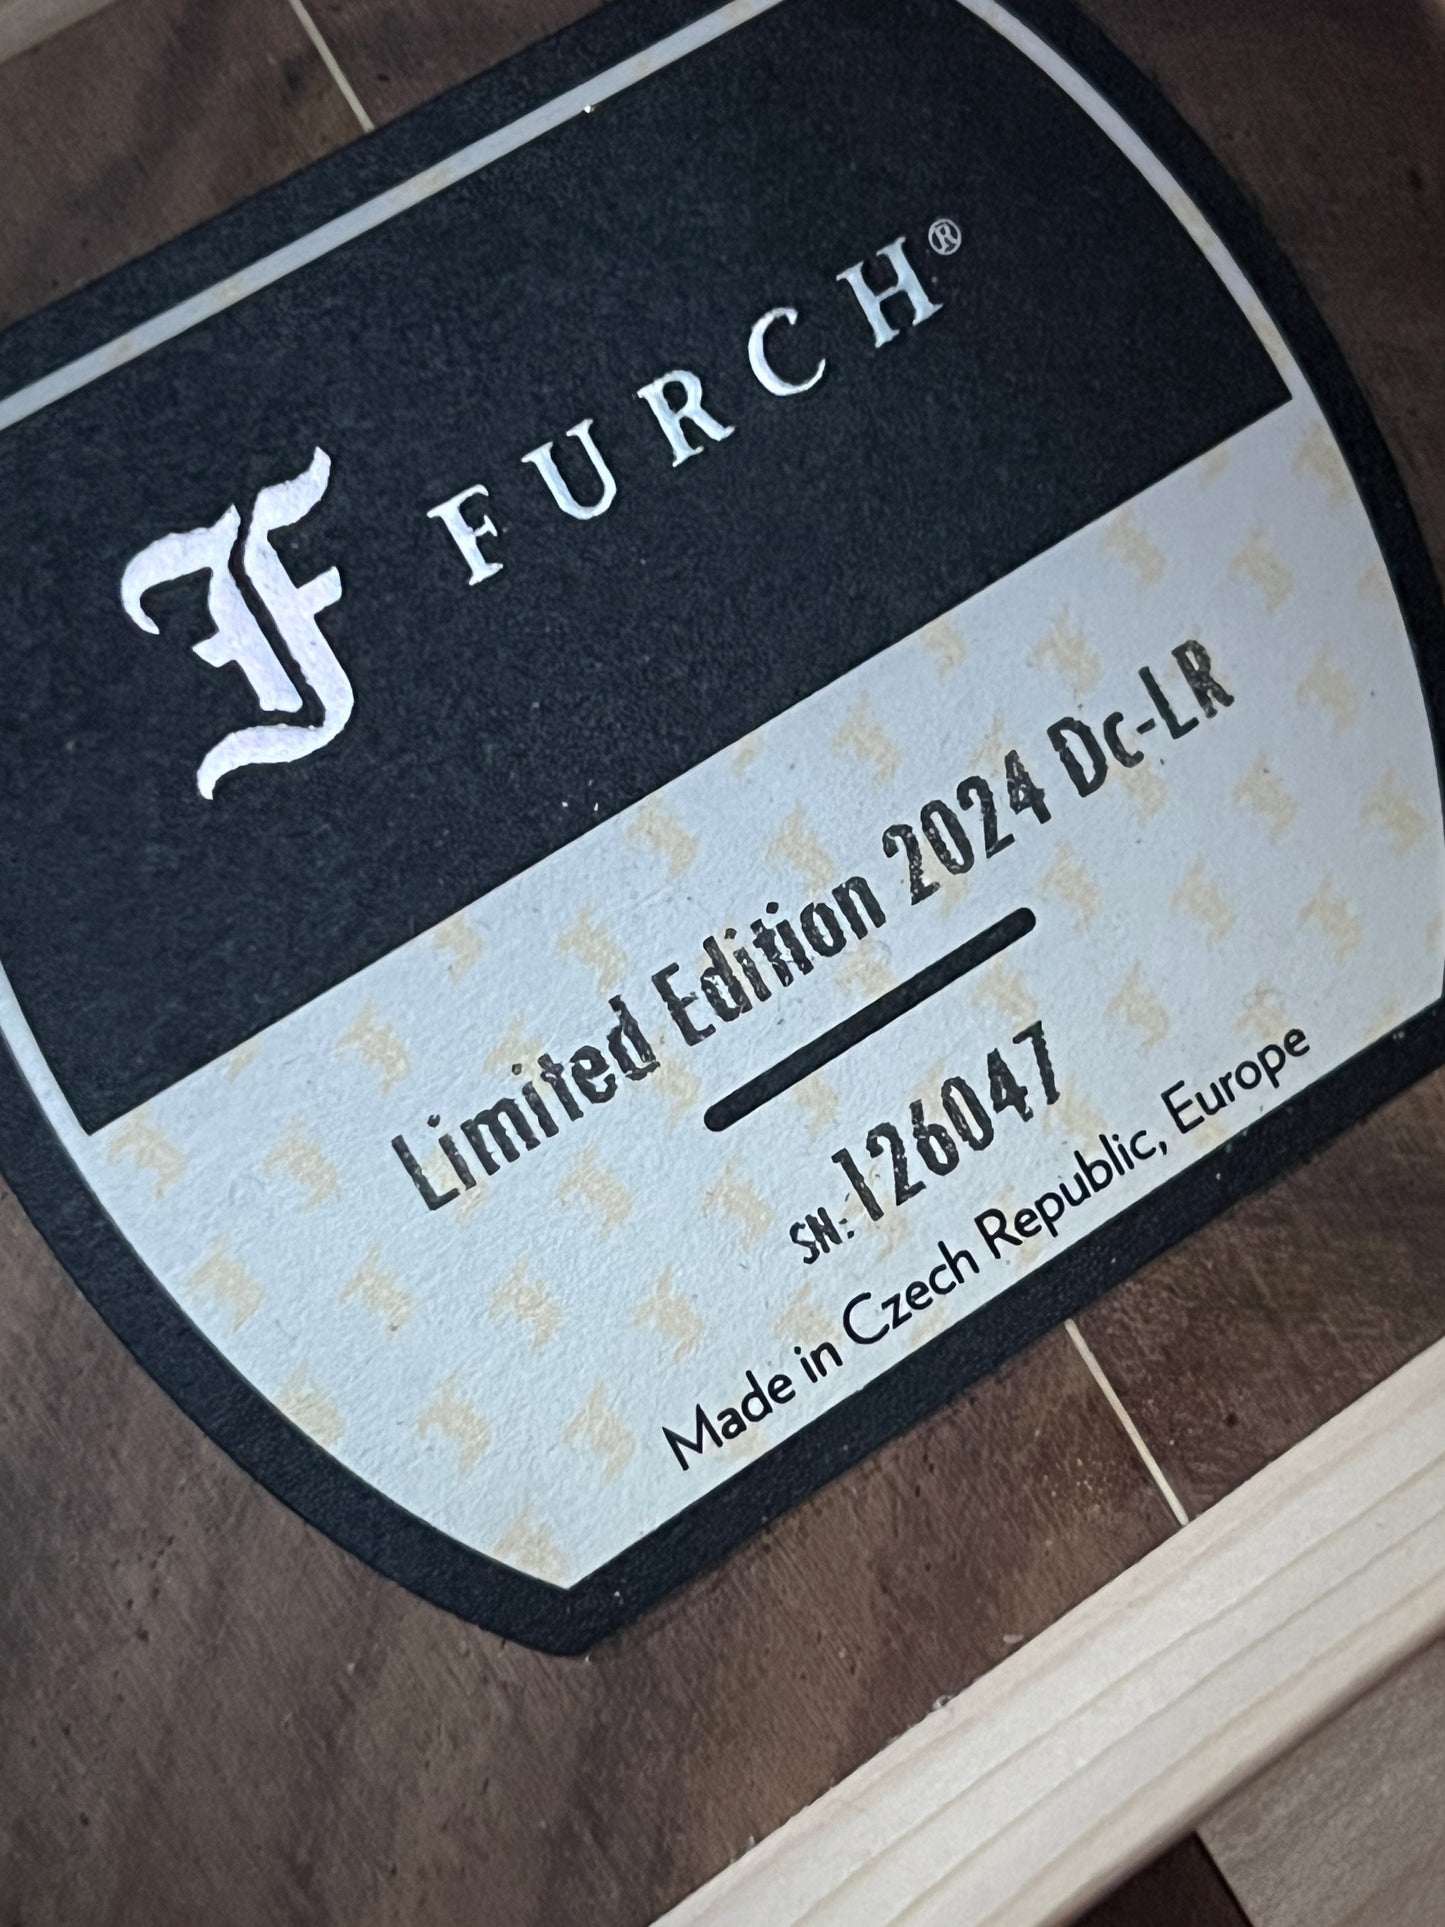 F FURCH®
Limited Edition 2024 Dc-LR
SN: 126047
Made in Czech Republic, Europe